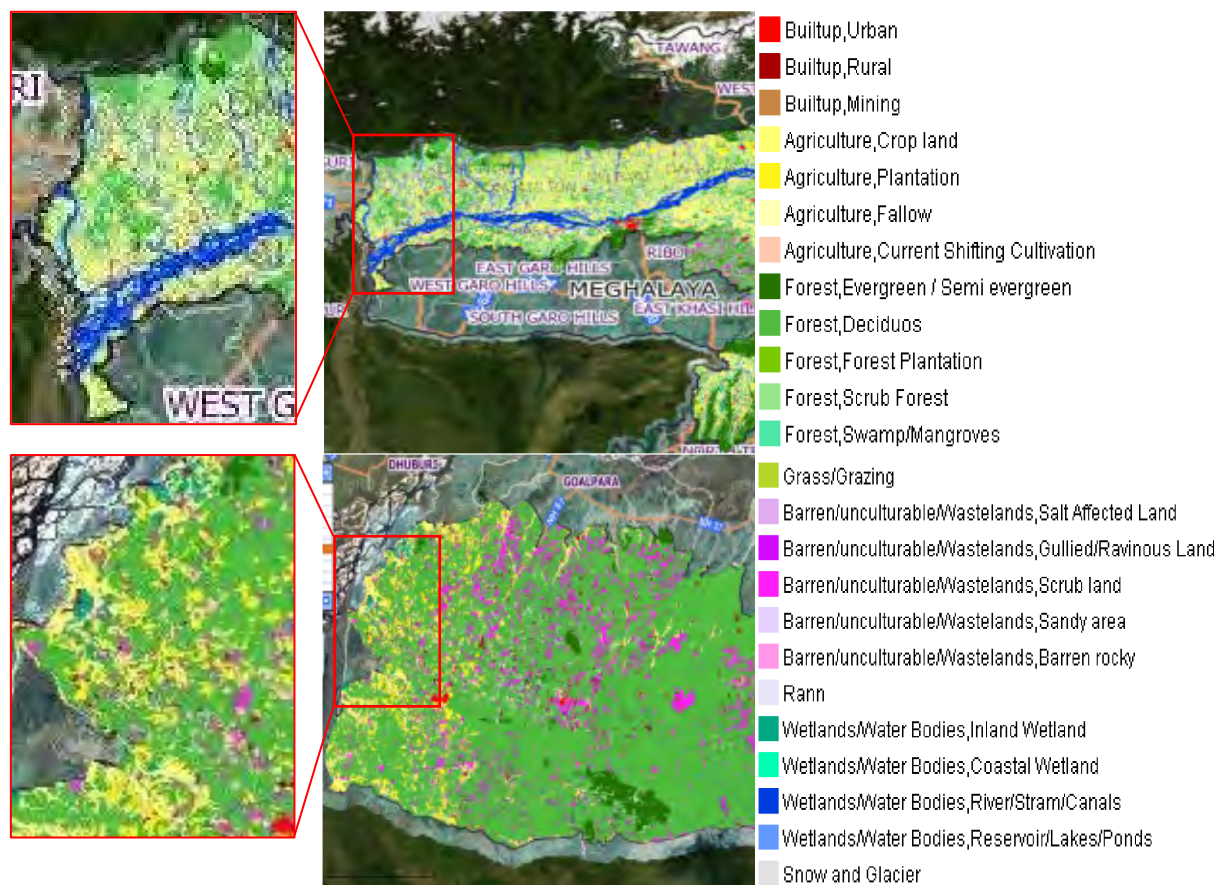 RI
WEST G
TAWANG
WEST
EAST GARO HILLS
RIBO
WEST GARO HILLS
MEGHALAYA
SOUTH GARO HILLS
EAST KHASI HIL
DHUBURI
GOALPARA
NH 37
Builtup,Urban
Builtup,Rural
Builtup,Mining
Agriculture,Crop land
Agriculture,Plantation
Agriculture,Fallow
Agriculture,Current Shifting Cultivation
Forest,Evergreen / Semi evergreen
Forest,Deciduos
Forest,Forest Plantation
Forest,Scrub Forest
Forest,Swamp/Mangroves
Grass/Grazing
Barren/unculturable/Wastelands,Salt Affected Land
Barren/unculturable/Wastelands,Gullied/Ravinous Land
Barren/unculturable/Wastelands,Scrub land
Barren/unculturable/Wastelands,Sandy area
Barren/unculturable/Wastelands,Barren rocky
Rann
Wetlands/Water Bodies,Inland Wetland
Wetlands/Water Bodies,Coastal Wetland
Wetlands/Water Bodies,River/Stram/Canals
Wetlands/Water Bodies,Reservoir/Lakes/Ponds
Snow and Glacier